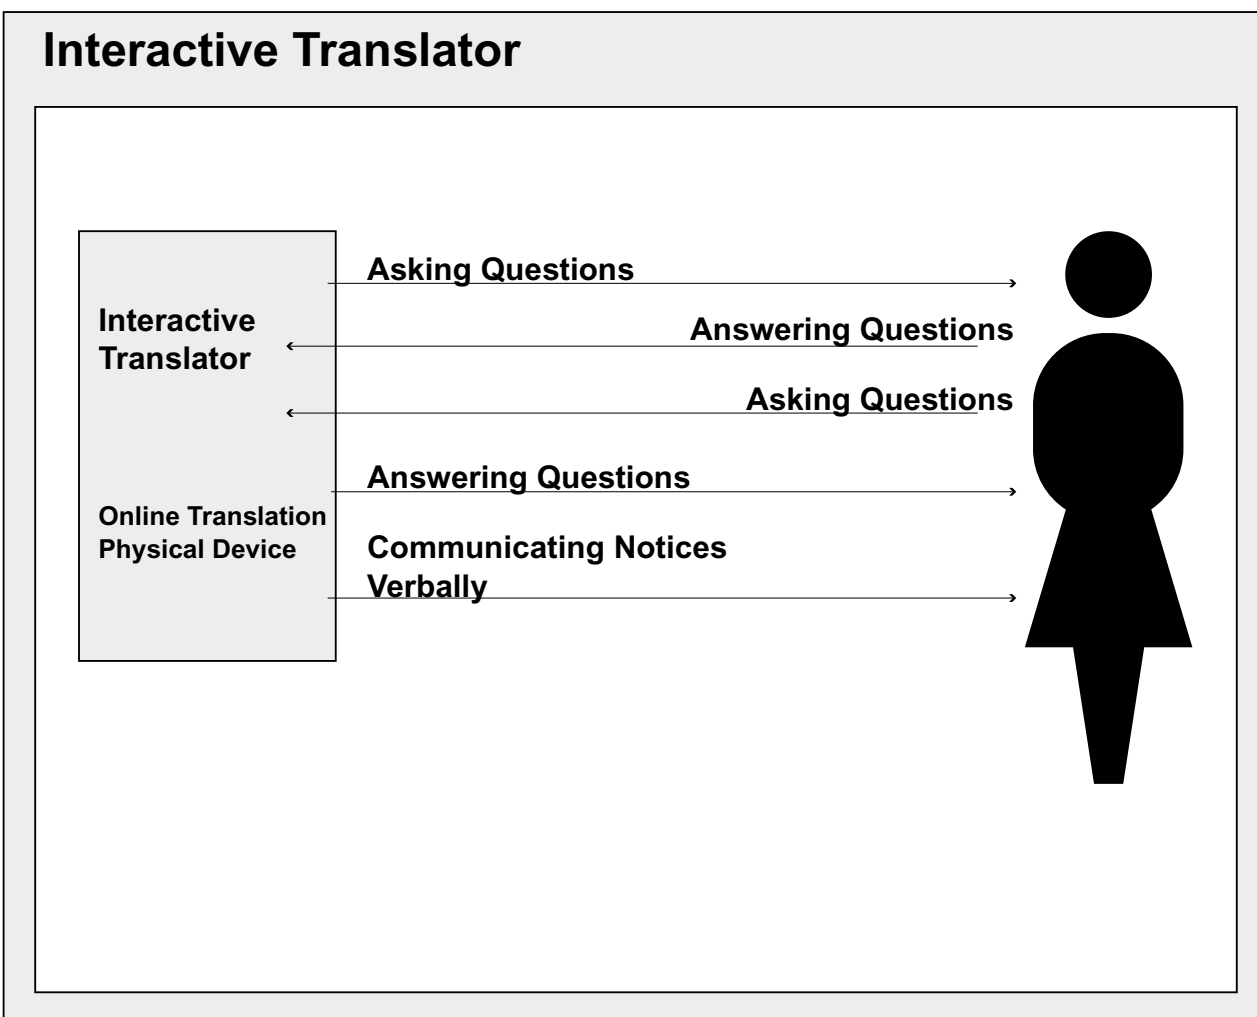 Interactive Translator
Asking Questions
Interactive
Translator
Answering Questions
Asking Questions
Answering Questions
Online Translation
Physical Device
Communicating Notices
Verbally